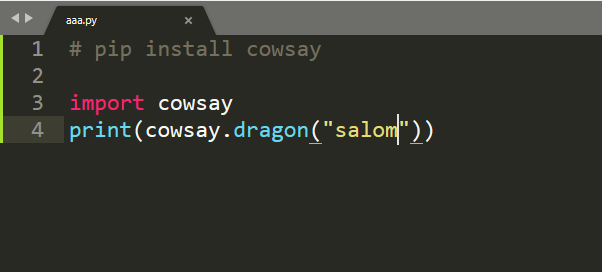 aaa.py ×
1 # pip install cowsay
2
3 import cowsay
4 print(cowsay.dragon("salom"))